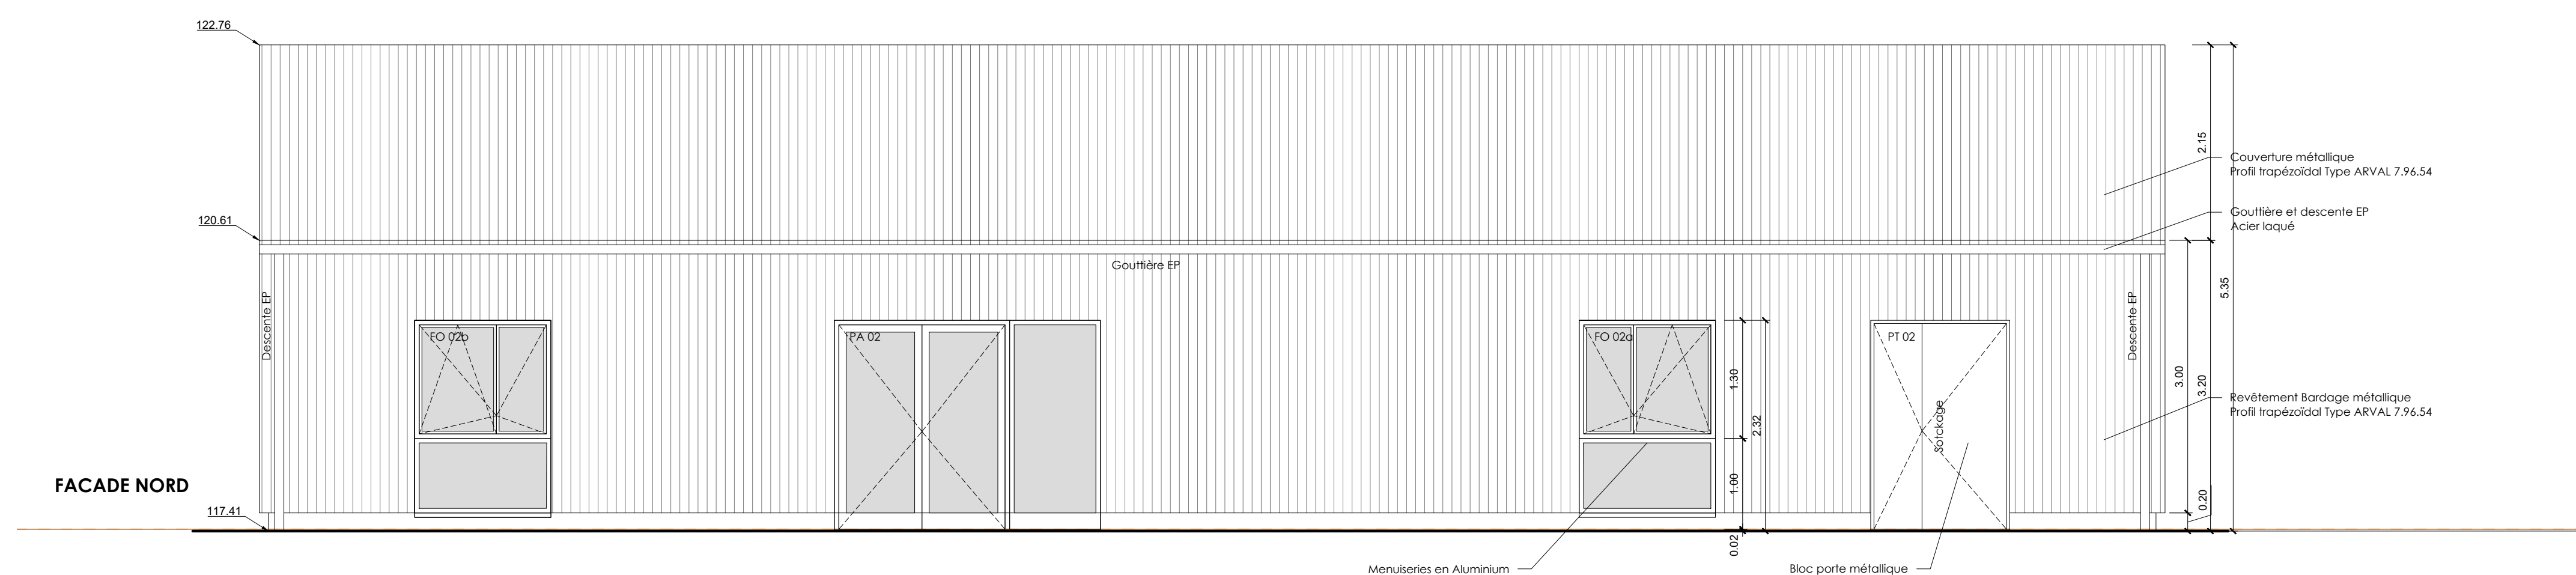 122.76
2.15
Couverture métallique
Profil trapézoïdal Type ARVAL 7.96.54
120.61
Gouttière et descente EP
Acier laqué
Gouttière EP
5.35
Descente EP
Descente EP
FO 02b
PA 02
FO 02a
PT 02
1.30
3.00
3.20
2.32
Revêtement Bardage métallique
Profil trapézoïdal Type ARVAL 7.96.54
Sotckage
FACADE NORD
1.00
0.20
117.41
0.02
Menuiseries en Aluminium
Bloc porte métallique